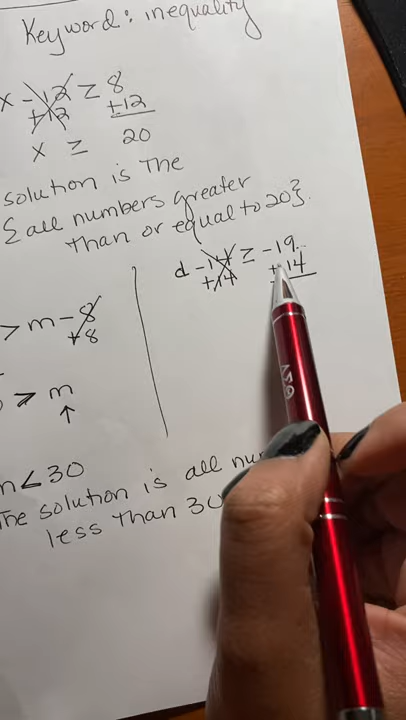 Keyword: inequality
x - 12 ≥ 8
+12 +12
x ≥ 20
solution is The
{all numbers greater
than or equal to 20}.
d - 14 ≥ -19
+14 +14
> m - 8
+8
> m
↑
m < 30
The solution is all nu
less than 30